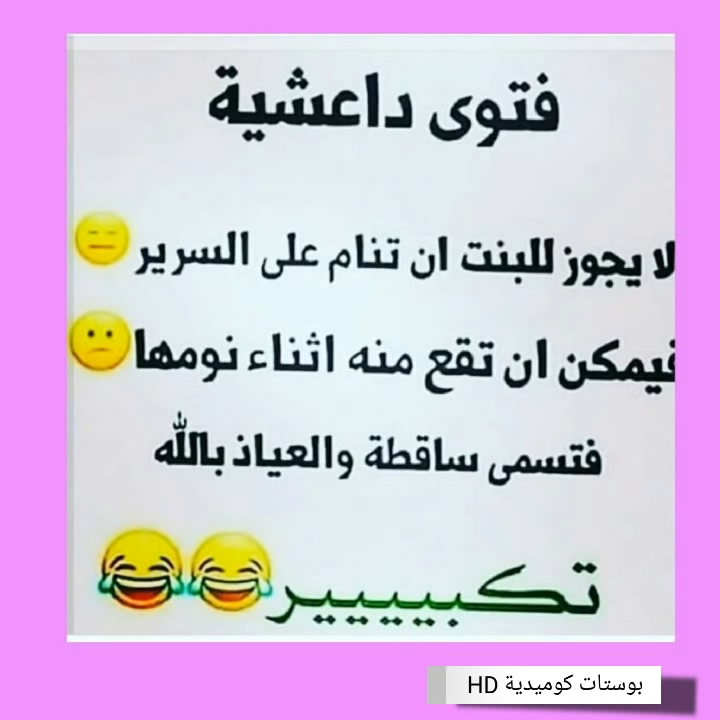 فتوى داعشية
لا يجوز للبنت ان تنام على السرير 😑
فيمكن ان تقع منه اثناء نومها 😕
فتسمى ساقطة والعياذ بالله
تكبيييير 😂😂
بوستات كوميدية HD